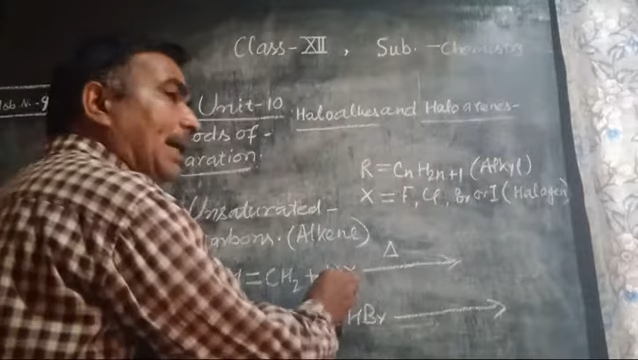 Class-XII, Sub.-Chemistry
Unit-10. Haloalkes and Haloarenes-
ods of-
aration:
R=CnH2n+1 (Alkyl)
X=F, Cl, Br or I (Halogen)
Unsaturated-
(Alkene)
=CH2 + Δ
HBr